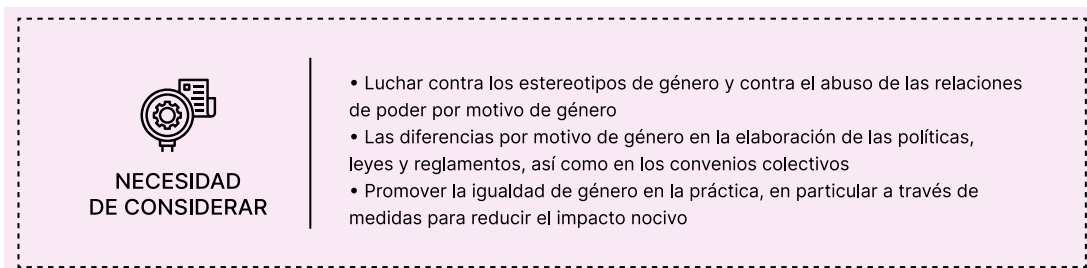 NECESIDAD
DE CONSIDERAR
• Luchar contra los estereotipos de género y contra el abuso de las relaciones
de poder por motivo de género
• Las diferencias por motivo de género en la elaboración de las políticas,
leyes y reglamentos, así como en los convenios colectivos
• Promover la igualdad de género en la práctica, en particular a través de
medidas para reducir el impacto nocivo